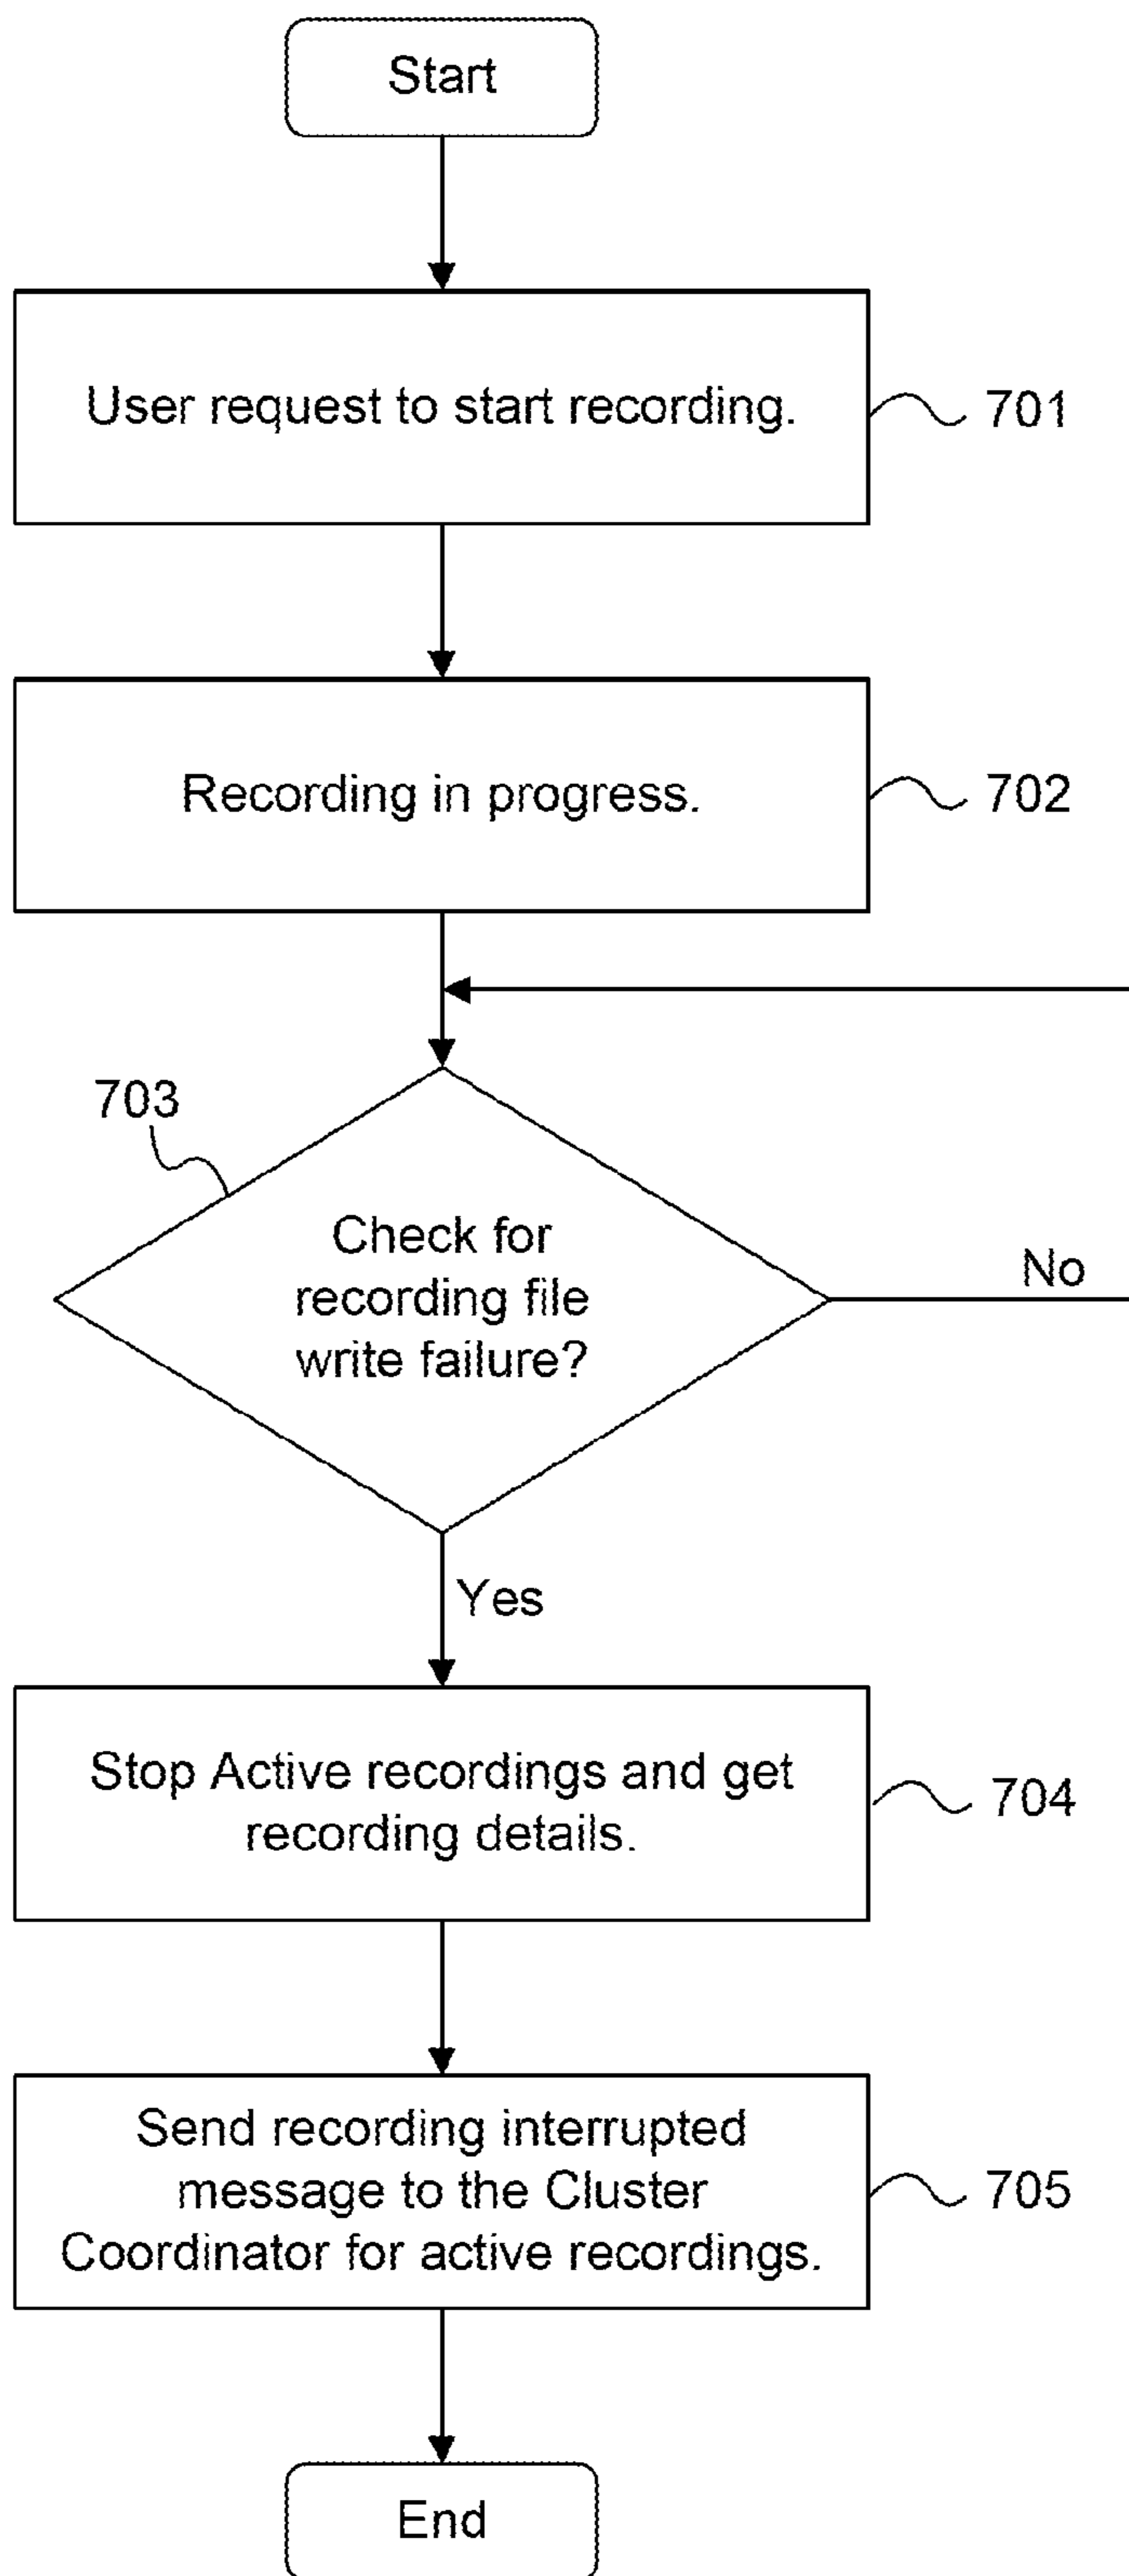 Start
User request to start recording.
701
Recording in progress.
702
703
Check for
recording file
write failure?
No
Yes
Stop Active recordings and get
recording details.
704
Send recording interrupted
message to the Cluster
Coordinator for active recordings.
705
End